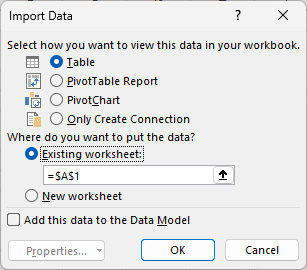 Import Data
Select how you want to view this data in your workbook.
Table
PivotTable Report
PivotChart
Only Create Connection
Where do you want to put the data?
Existing worksheet:
=$A$1
New worksheet
Add this data to the Data Model
Properties...
OK
Cancel